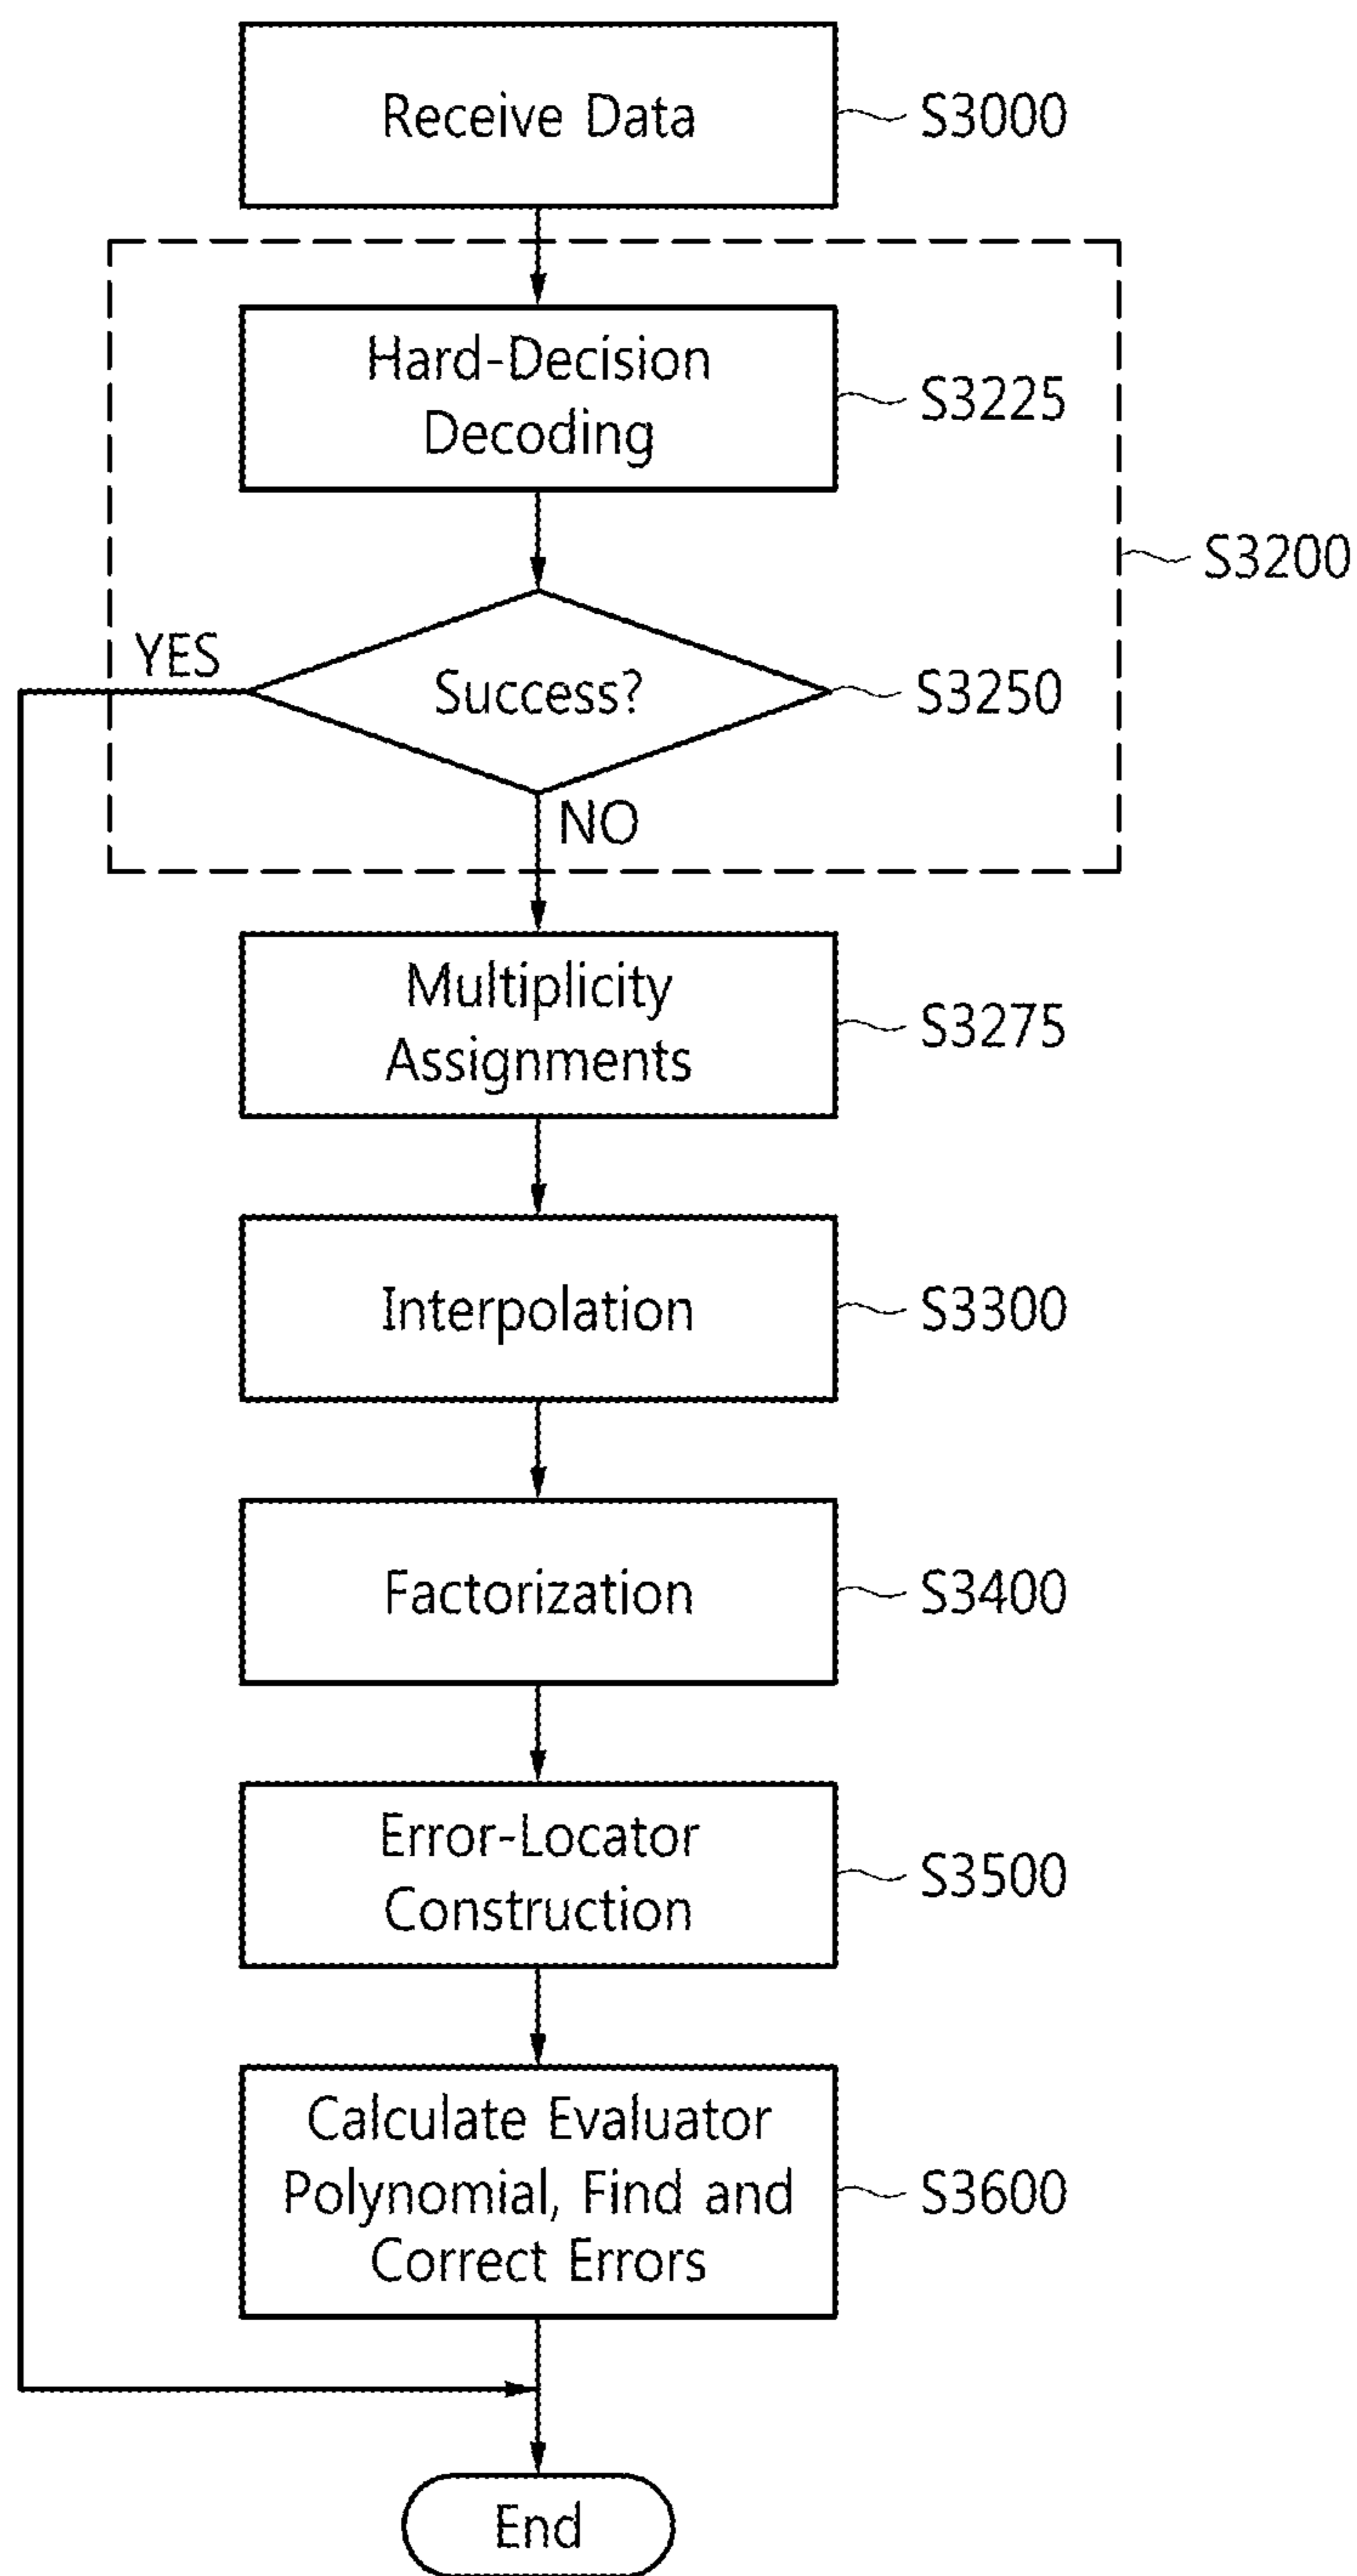 Receive Data
S3000
Hard-Decision
Decoding
S3225
S3200
YES
Success?
S3250
NO
Multiplicity
Assignments
S3275
Interpolation
S3300
Factorization
S3400
Error-Locator
Construction
S3500
Calculate Evaluator
Polynomial, Find and
Correct Errors
S3600
End